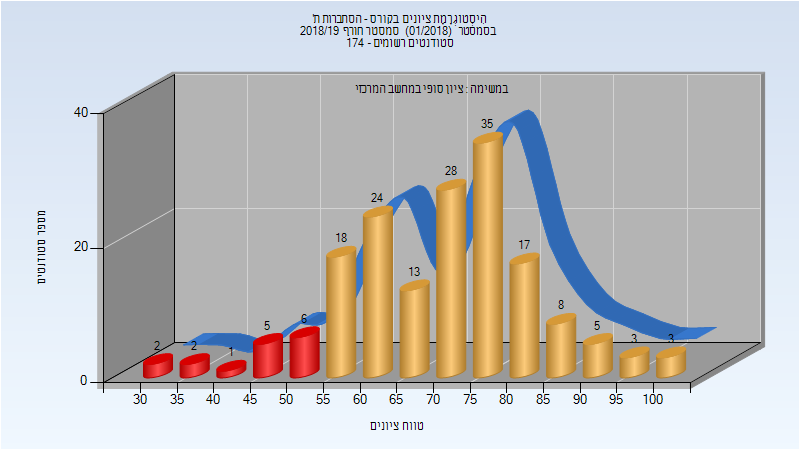 היסטוגרמת ציונים בקורס - הסתברות ת'
בסמסטר (01/2018) סמסטר חורף 2018/19
סטודנטים רשומים - 174
במשימה : ציון סופי במחשב המרכזי
מספר סטודנטים
40
20
0
2
2
1
5
6
18
24
13
28
35
17
8
5
3
3
30 35 40 45 50 55 60 65 70 75 80 85 90 95 100
טווח ציונים